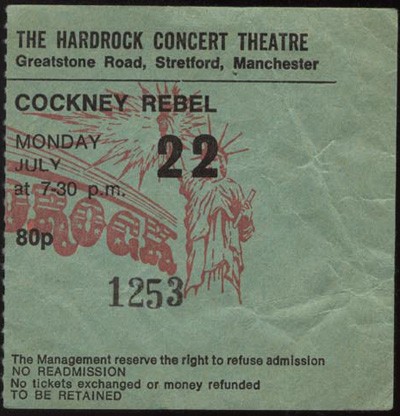 THE HARDROCK CONCERT THEATRE
Greatstone Road, Stretford, Manchester
COCKNEY REBEL
MONDAY 22
JULY
at 7-30 p.m.
80p
DROCK
1253
The Management reserve the right to refuse admission
NO READMISSION
No tickets exchanged or money refunded
TO BE RETAINED